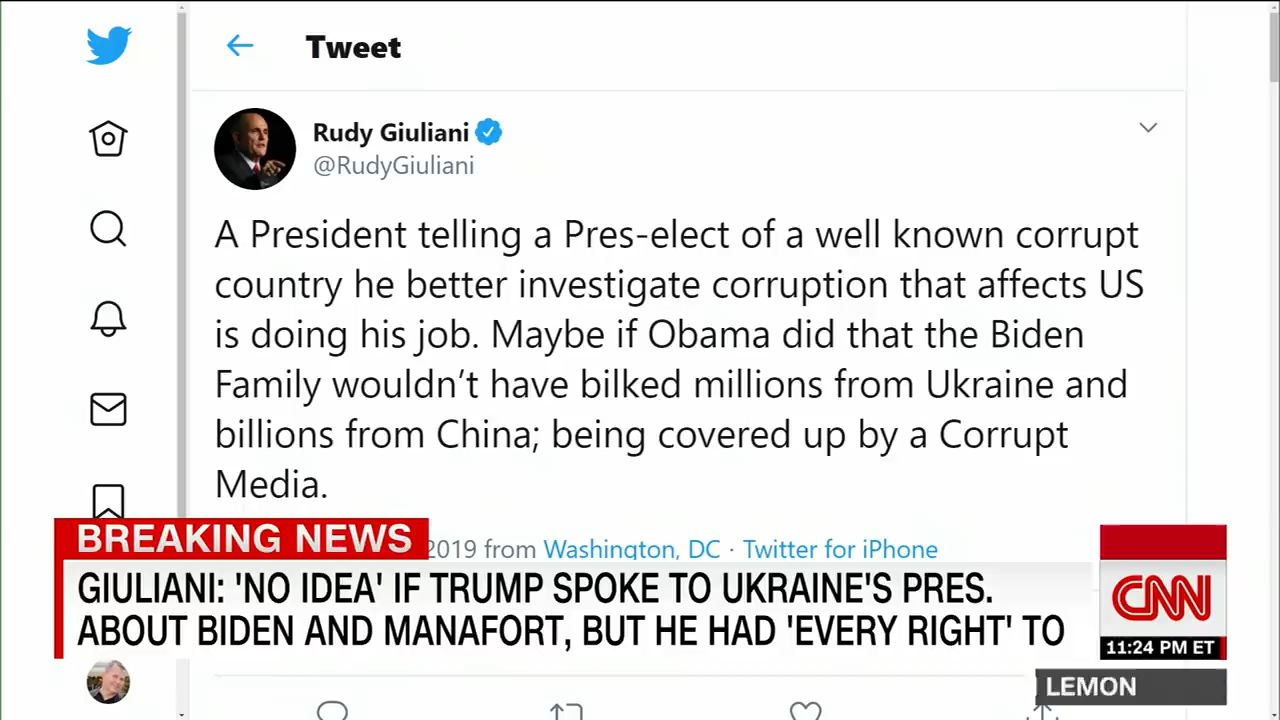 Tweet
Rudy Giuliani
@RudyGiuliani
A President telling a Pres-elect of a well known corrupt
country he better investigate corruption that affects US
is doing his job. Maybe if Obama did that the Biden
Family wouldn’t have bilked millions from Ukraine and
billions from China; being covered up by a Corrupt
Media.
2019 from Washington, DC · Twitter for iPhone
BREAKING NEWS
GIULIANI: 'NO IDEA' IF TRUMP SPOKE TO UKRAINE'S PRES.
ABOUT BIDEN AND MANAFORT, BUT HE HAD 'EVERY RIGHT' TO
CNN
11:24 PM ET
LEMON